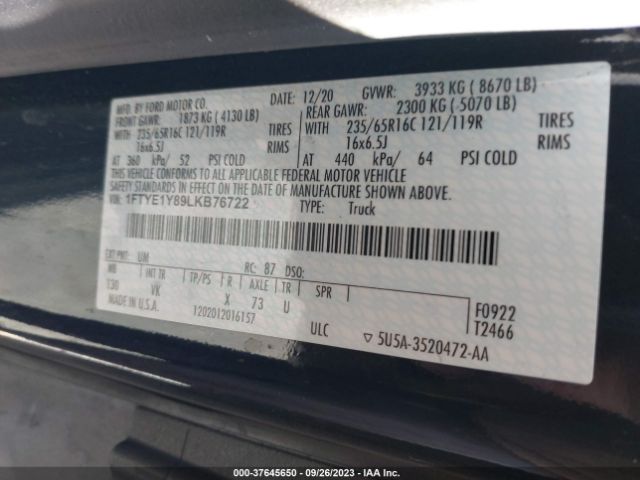 MFD. BY FORD MOTOR CO. DATE: 12/20 GVWR: 3933 KG ( 8670 LB)
FRONT GAWR: 1873 KG ( 4130 LB) REAR GAWR: 2300 KG ( 5070 LB)
WITH 235/65R16C 121/119R TIRES WITH 235/65R16C 121/119R TIRES
16x6.5J RIMS 16x6.5J RIMS
AT 360 kPa/ 52 PSI COLD AT 440 kPa/ 64 PSI COLD
THIS VEHICLE CONFORMS TO ALL APPLICABLE FEDERAL MOTOR VEHICLE
SAFETY STANDARDS IN EFFECT ON THE DATE OF MANUFACTURE SHOWN ABOVE.
VIN: 1FTYE1Y89LKB76722 TYPE: Truck
EXT PNT: UM RC: 87 DSO:
WB INT TR TP/PS R AXLE TR SPR
130 VK X 73 U
MADE IN U.S.A. 1202012016157
F0922
T2466
ULC ▽ 5U5A-3520472-AA
000-37645650 - 09/26/2023 - IAA Inc.